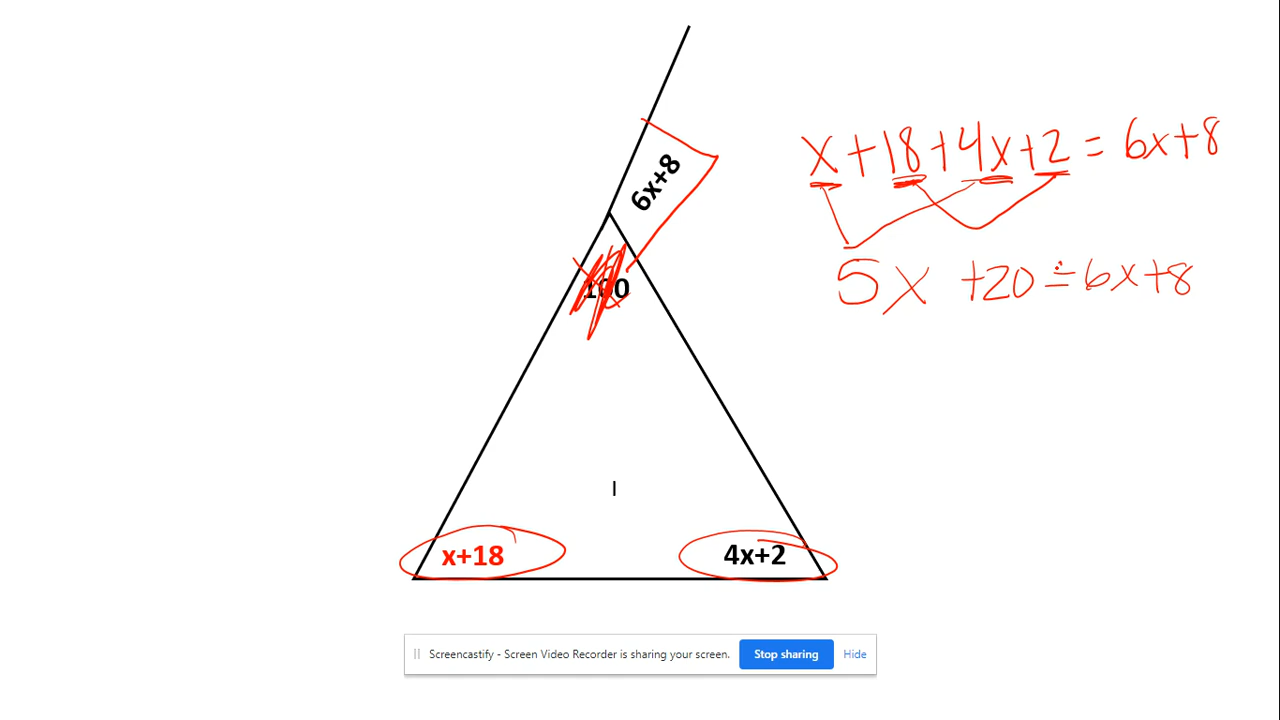 6x+8
x+18+4x+2=6x+8
5x +20=6x+8
x+18
4x+2
Screencastify - Screen Video Recorder is sharing your screen.
Stop sharing
Hide